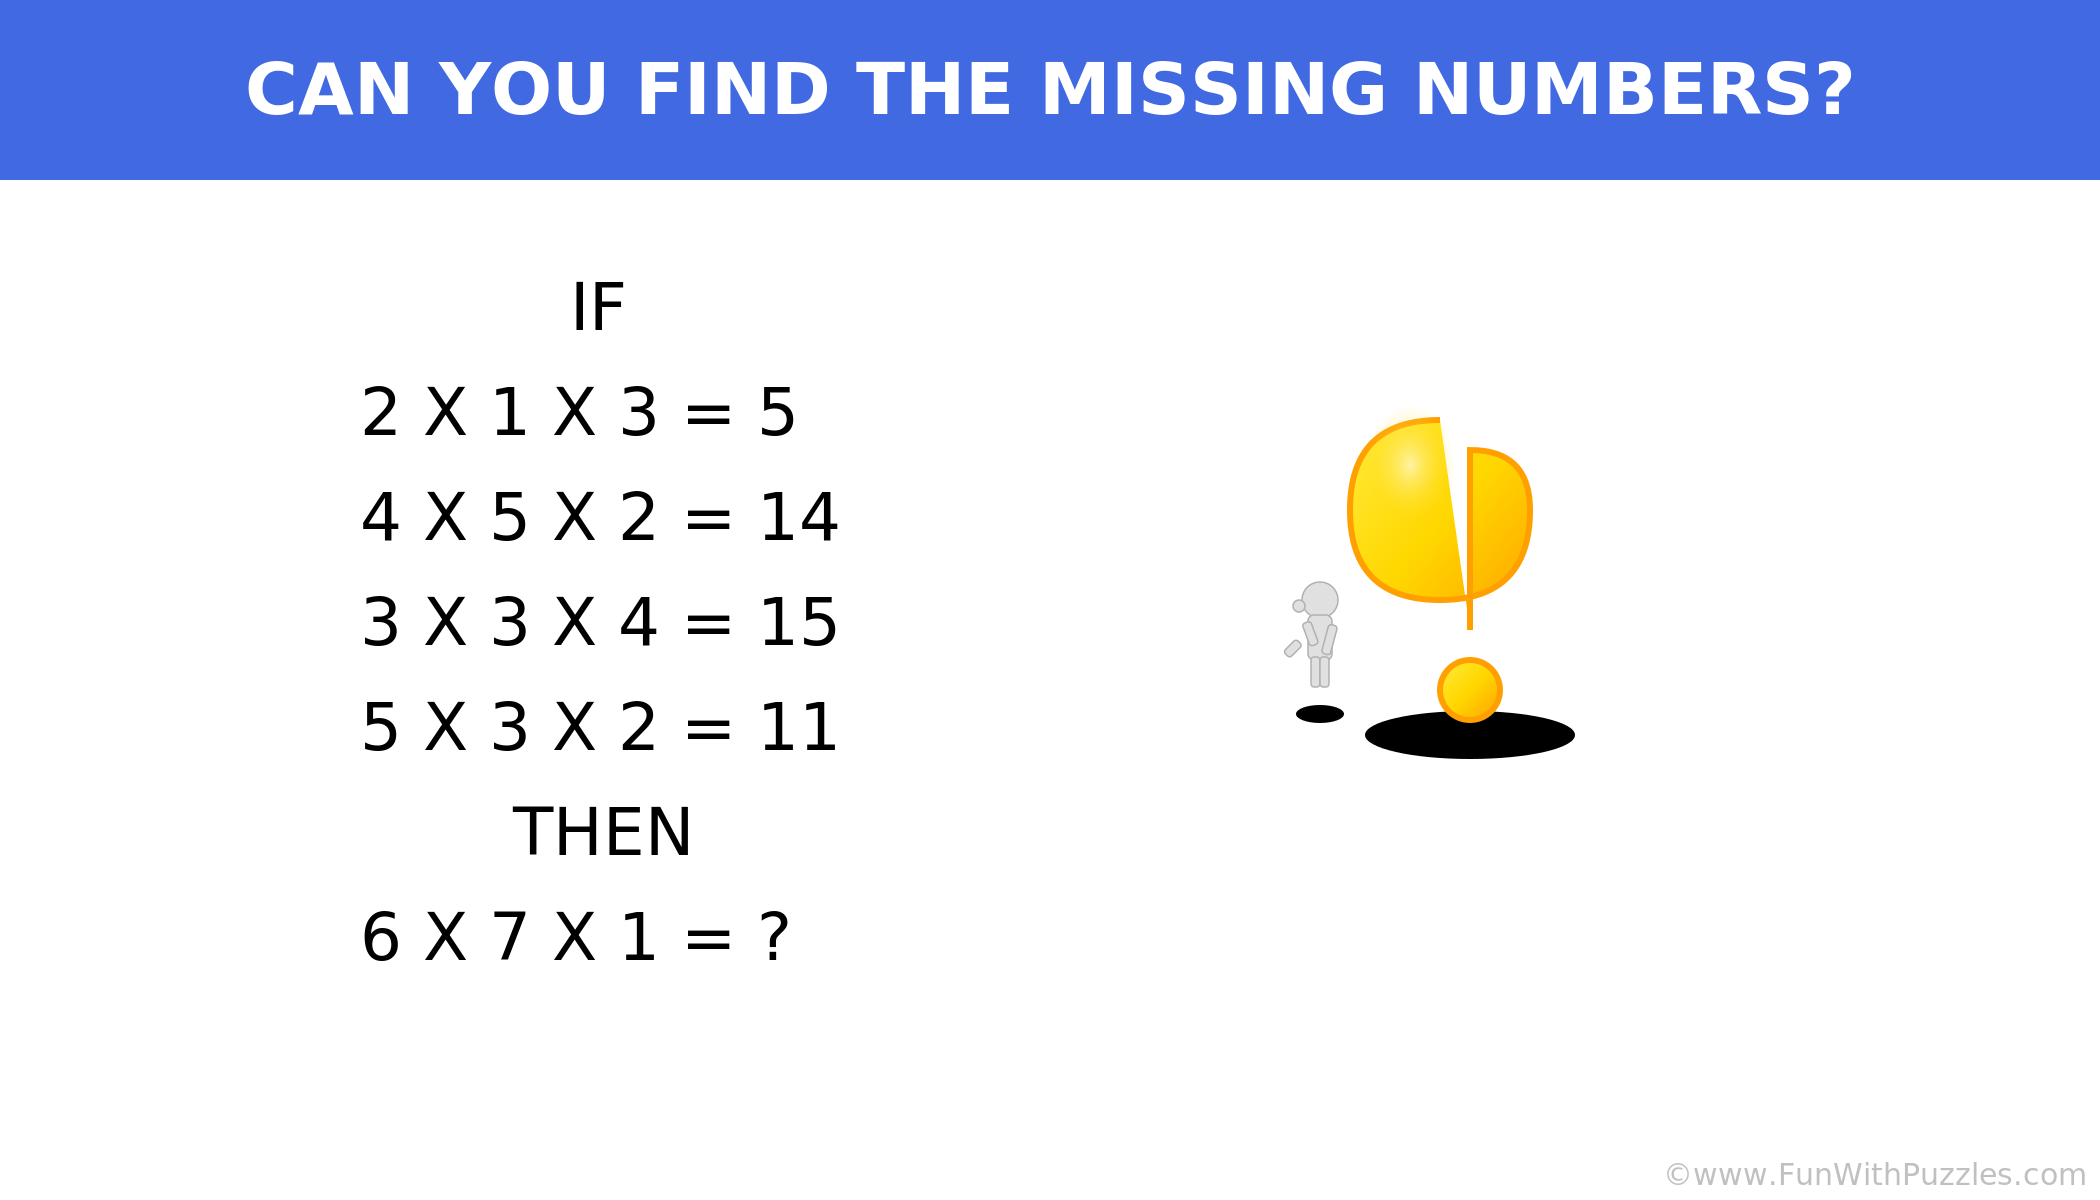 CAN YOU FIND THE MISSING NUMBERS?
IF
2 X 1 X 3 = 5
4 X 5 X 2 = 14
3 X 3 X 4 = 15
5 X 3 X 2 = 11
THEN
6 X 7 X 1 = ?
©www.FunWithPuzzles.com